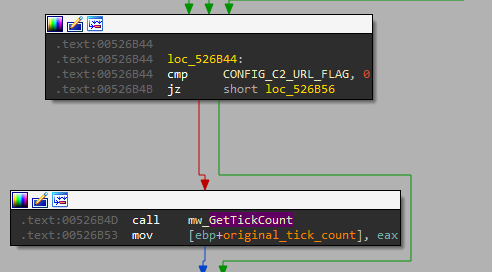 .text:00526B44
.text:00526B44 loc_526B44:
.text:00526B44 cmp CONFIG_C2_URL_FLAG, 0
.text:00526B4B jz short loc_526B56
.text:00526B4D call mw_GetTickCount
.text:00526B53 mov [ebp+original_tick_count], eax